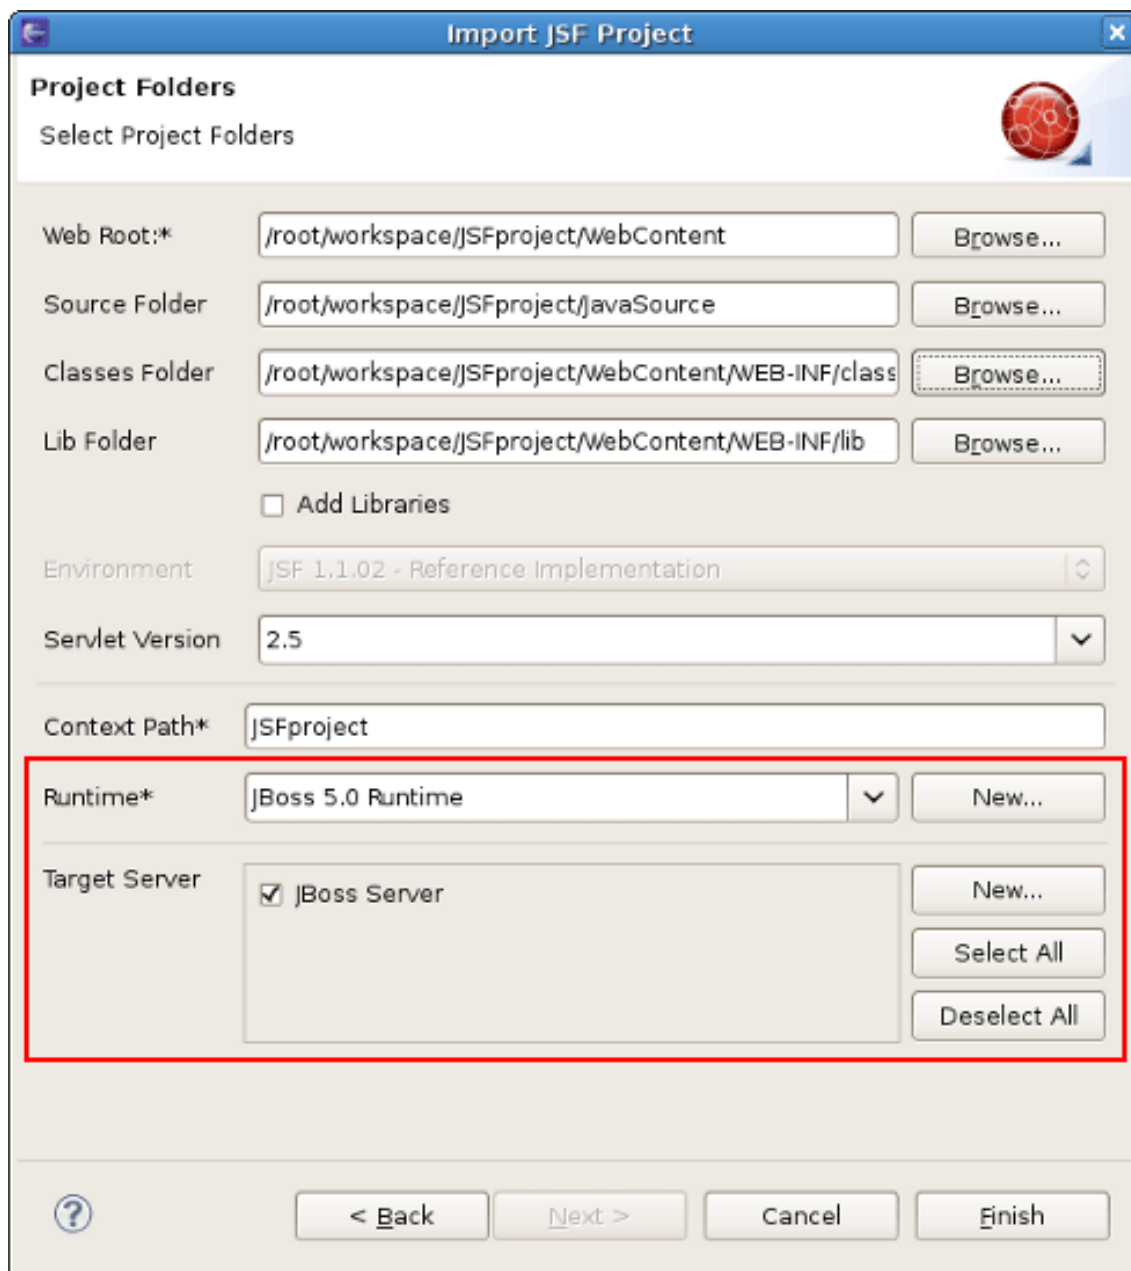 Import JSF Project
Project Folders
Select Project Folders
Web Root:* /root/workspace/JSFproject/WebContent Browse...
Source Folder /root/workspace/JSFproject/JavaSource Browse...
Classes Folder /root/workspace/JSFproject/WebContent/WEB-INF/class Browse...
Lib Folder /root/workspace/JSFproject/WebContent/WEB-INF/lib Browse...
Add Libraries
Environment JSF 1.1.02 - Reference Implementation
Servlet Version 2.5
Context Path* JSFproject
Runtime* JBoss 5.0 Runtime New...
Target Server JBoss Server New...
Select All
Deselect All
? < Back Next > Cancel Finish